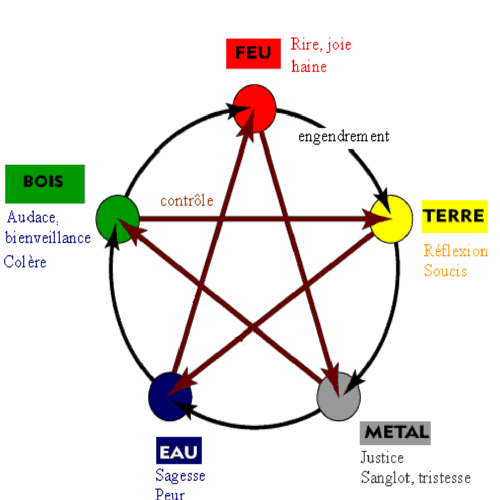 FEU
Rire, joie
haine
engendrement
BOIS
contrôle
Audace,
bienveillance
Colère
TERRE
Réflexion
Soucis
METAL
Justice
Sanglot, tristesse
EAU
Sagesse
Peur